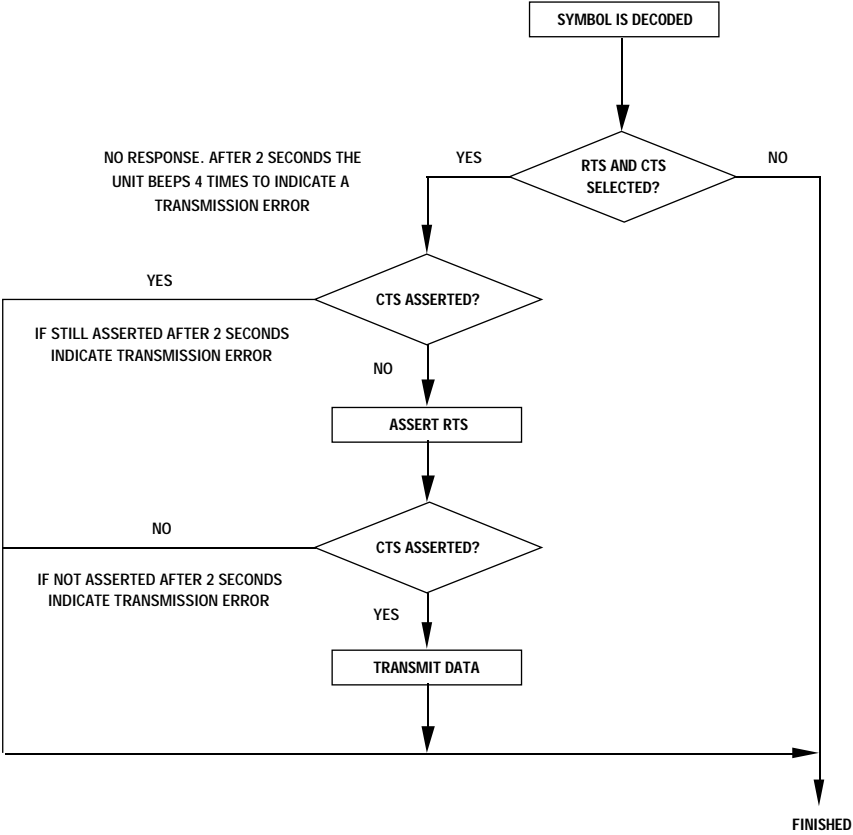 SYMBOL IS DECODED
NO RESPONSE. AFTER 2 SECONDS THE
UNIT BEEPS 4 TIMES TO INDICATE A
TRANSMISSION ERROR
YES
RTS AND CTS
SELECTED?
NO
YES
CTS ASSERTED?
IF STILL ASSERTED AFTER 2 SECONDS
INDICATE TRANSMISSION ERROR
NO
ASSERT RTS
NO
CTS ASSERTED?
IF NOT ASSERTED AFTER 2 SECONDS
INDICATE TRANSMISSION ERROR
YES
TRANSMIT DATA
FINISHED